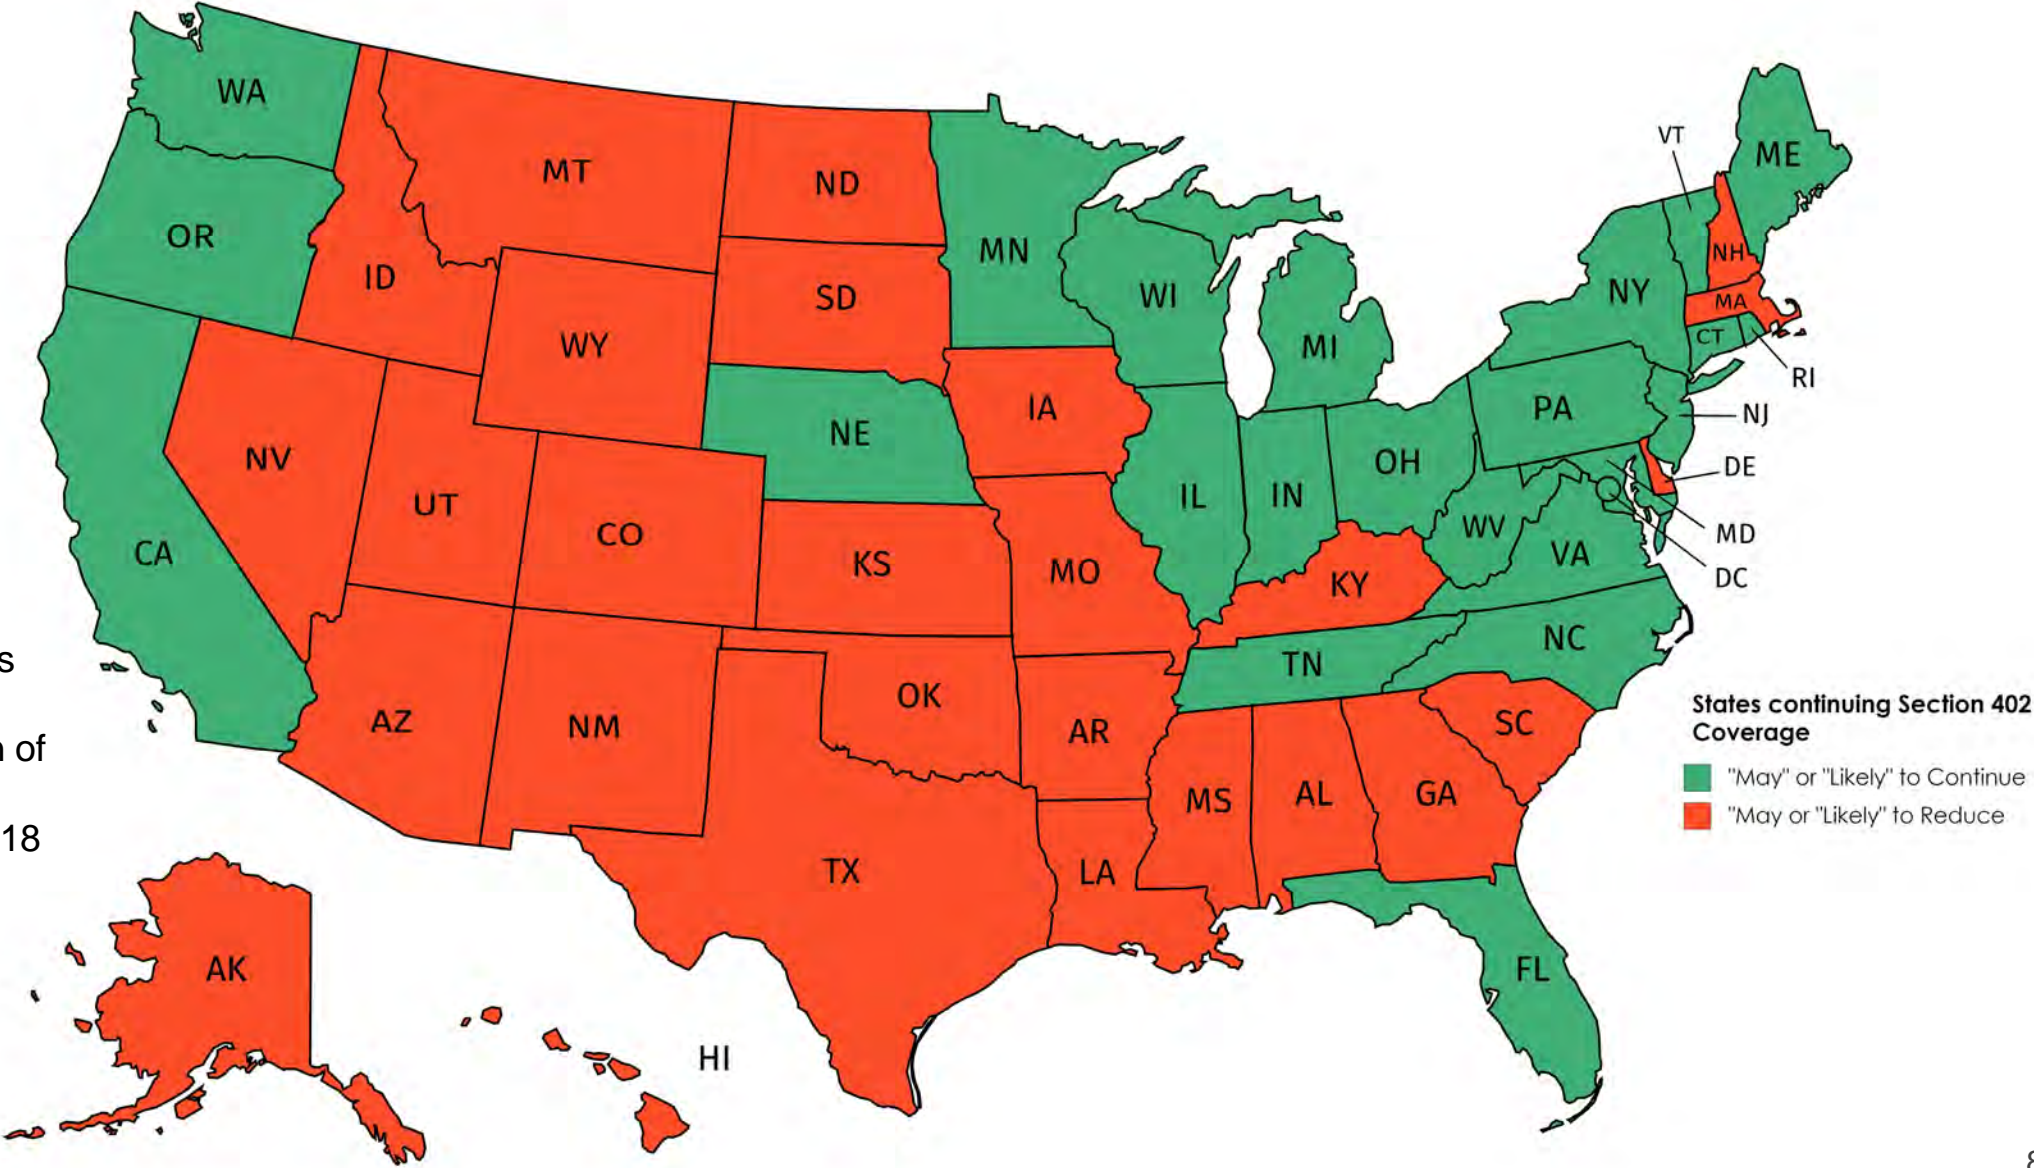 WA
MT
ND
MN
OR
ID
SD
WI
WY
MI
VT
ME
NH
NY
MA
CT
RI
NV
UT
CO
NE
IA
IL
IN
OH
PA
NJ
DE
WV
MD
VA
DC
CA
KS
MO
KY
s
AZ
NM
OK
AR
TN
NC
n of
18
TX
LA
MS
AL
GA
SC
FL
AK
HI
States continuing Section 402
Coverage
"May" or "Likely" to Continue
"May or "Likely" to Reduce